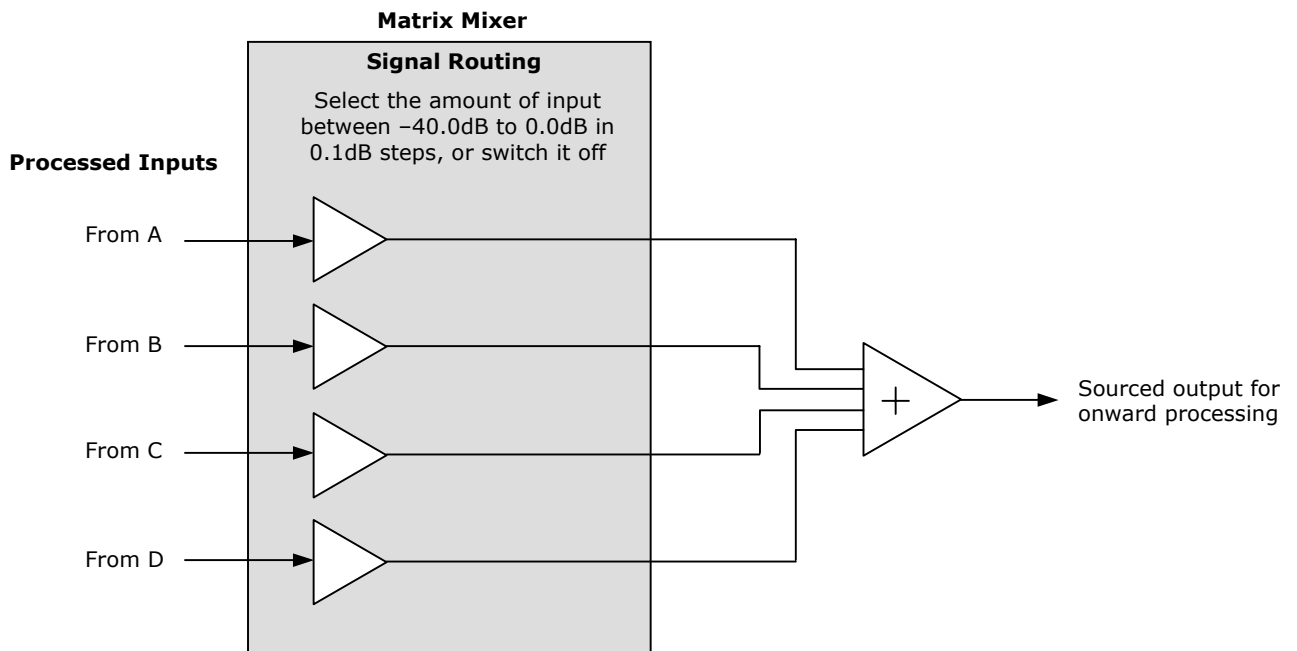 Matrix Mixer
Signal Routing
Select the amount of input
between –40.0dB to 0.0dB in
0.1dB steps, or switch it off
Processed Inputs
From A
From B
From C
From D
+
Sourced output for
onward processing